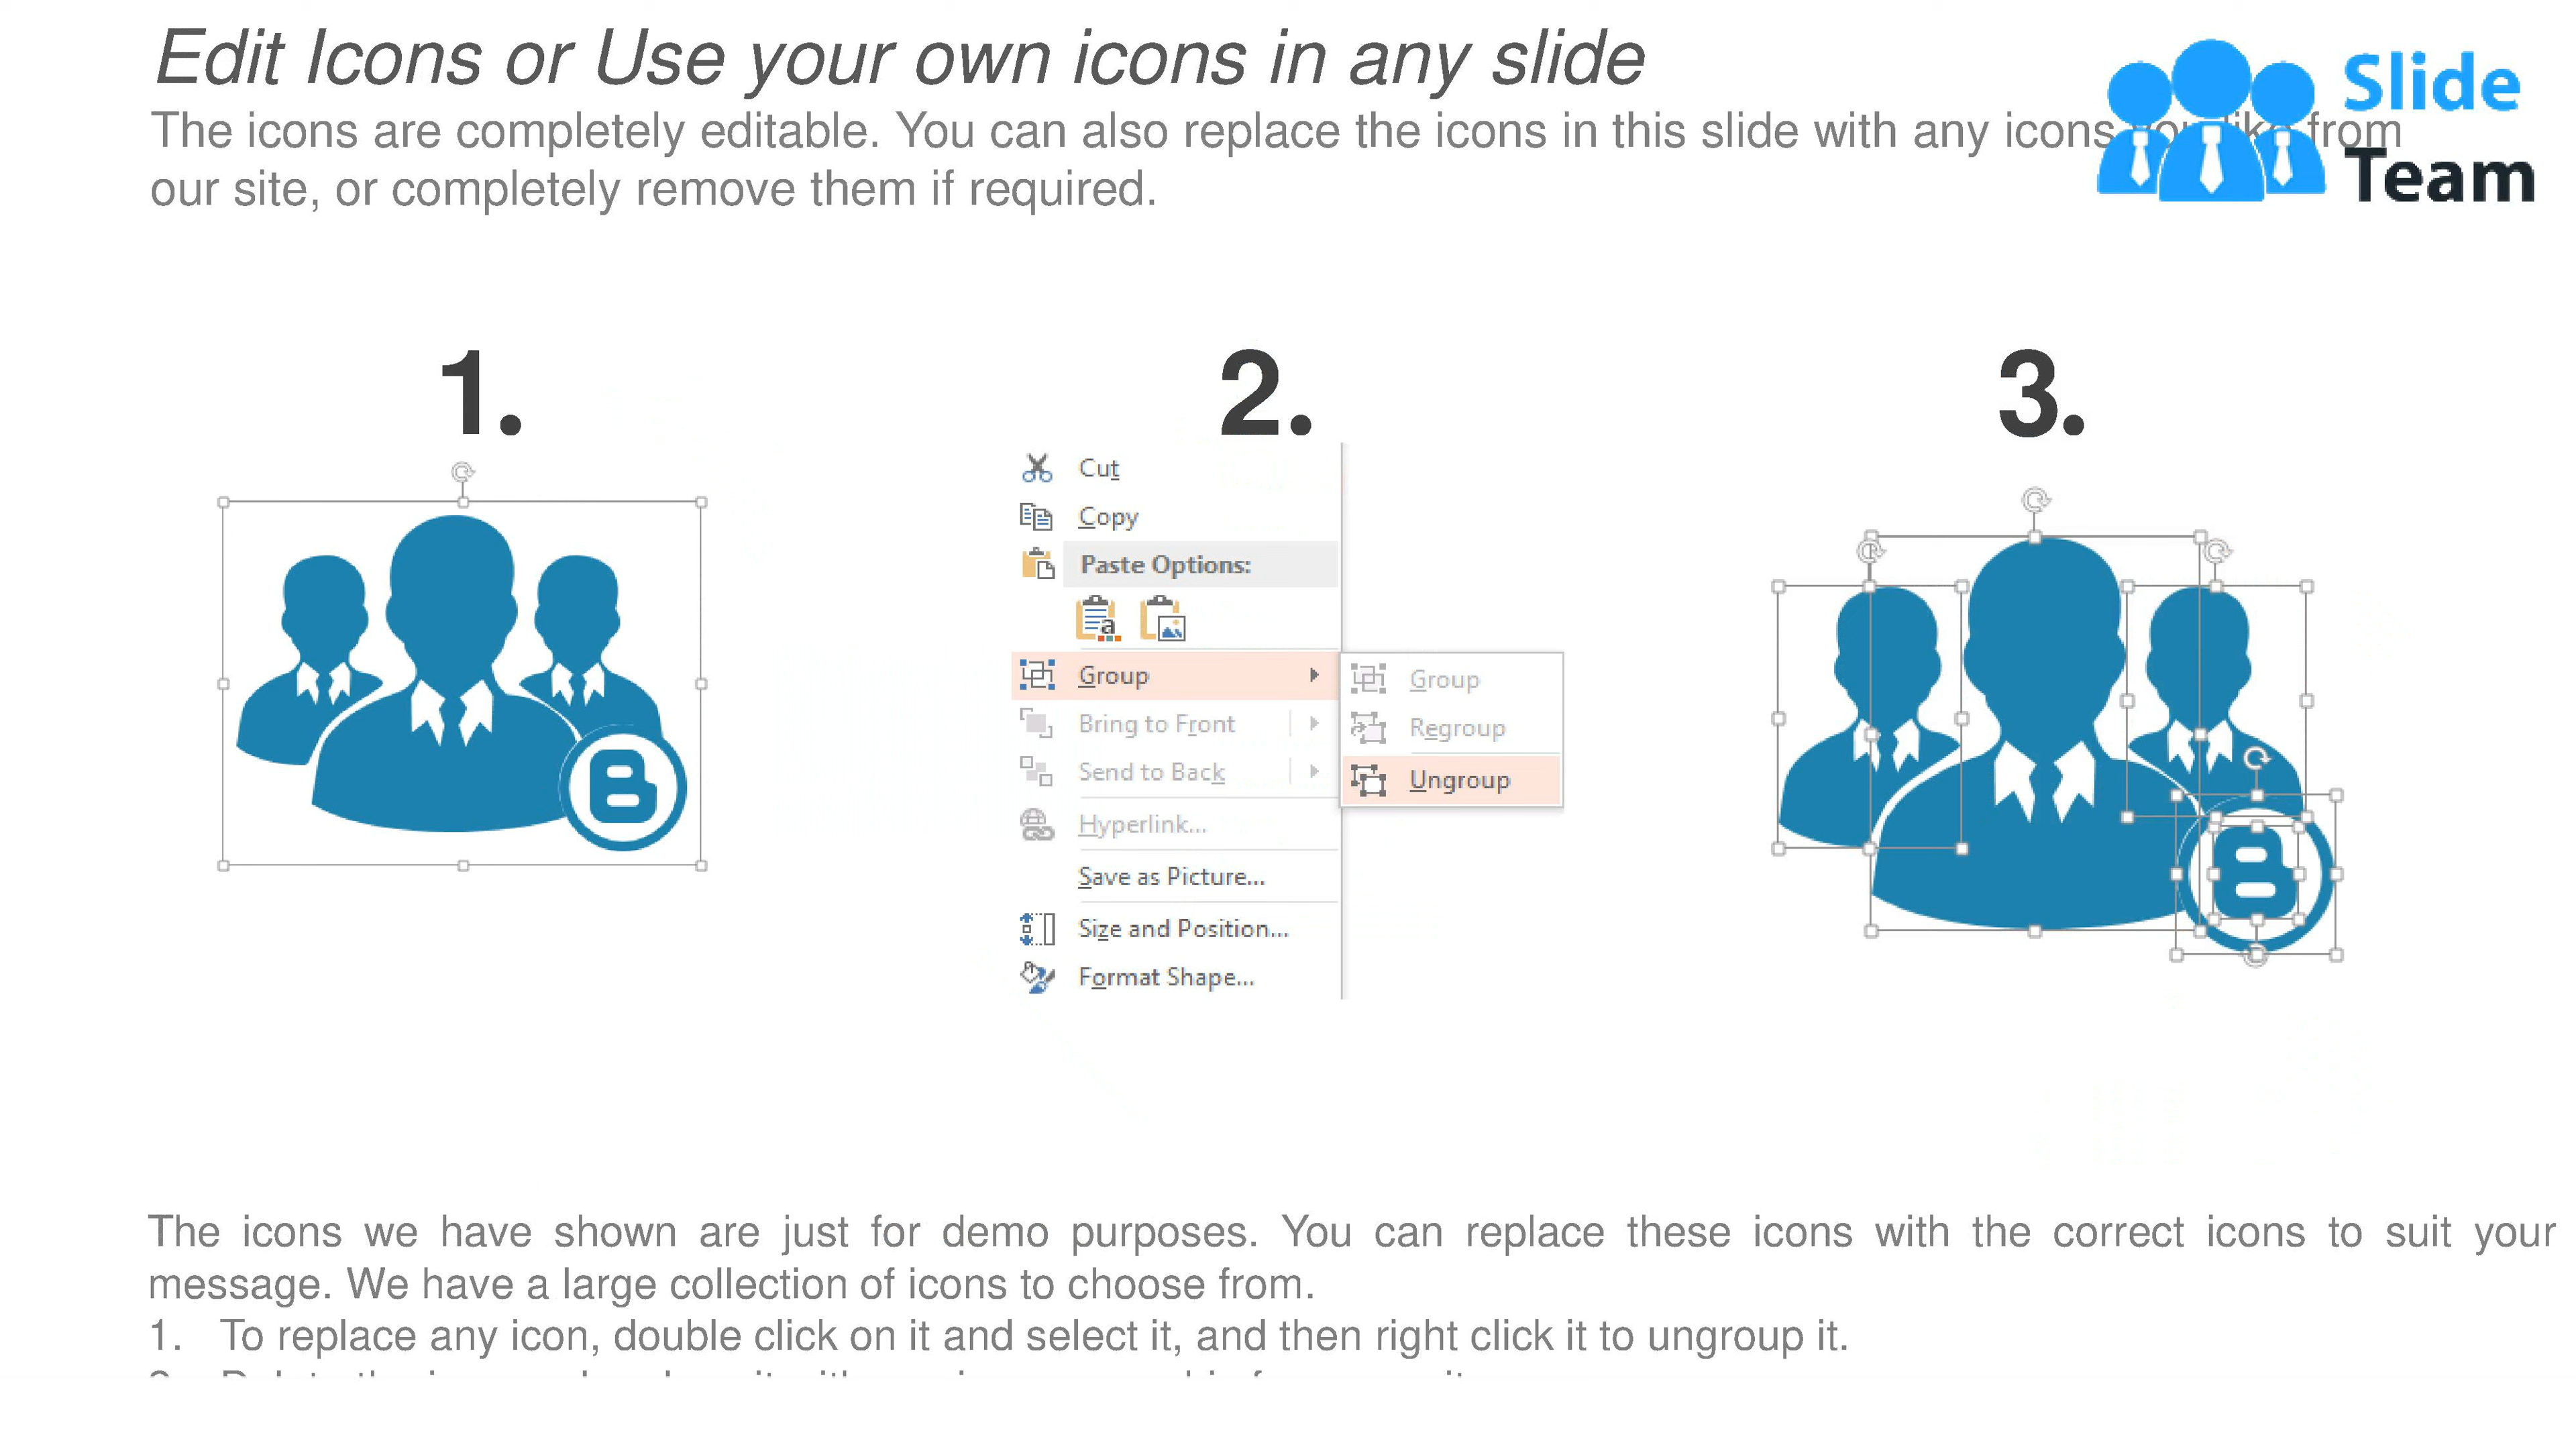 Edit Icons or Use your own icons in any slide
The icons are completely editable. You can also replace the icons in this slide with any icons from
our site, or completely remove them if required.
Slide
Team
1.
2.
3.
Cut
Copy
Paste Options:
Group
Bring to Front
Send to Back
Hyperlink...
Save as Picture...
Size and Position...
Format Shape...
Group
Regroup
Ungroup
The icons we have shown are just for demo purposes. You can replace these icons with the correct icons to suit your
message. We have a large collection of icons to choose from.
1. To replace any icon, double click on it and select it, and then right click it to ungroup it.